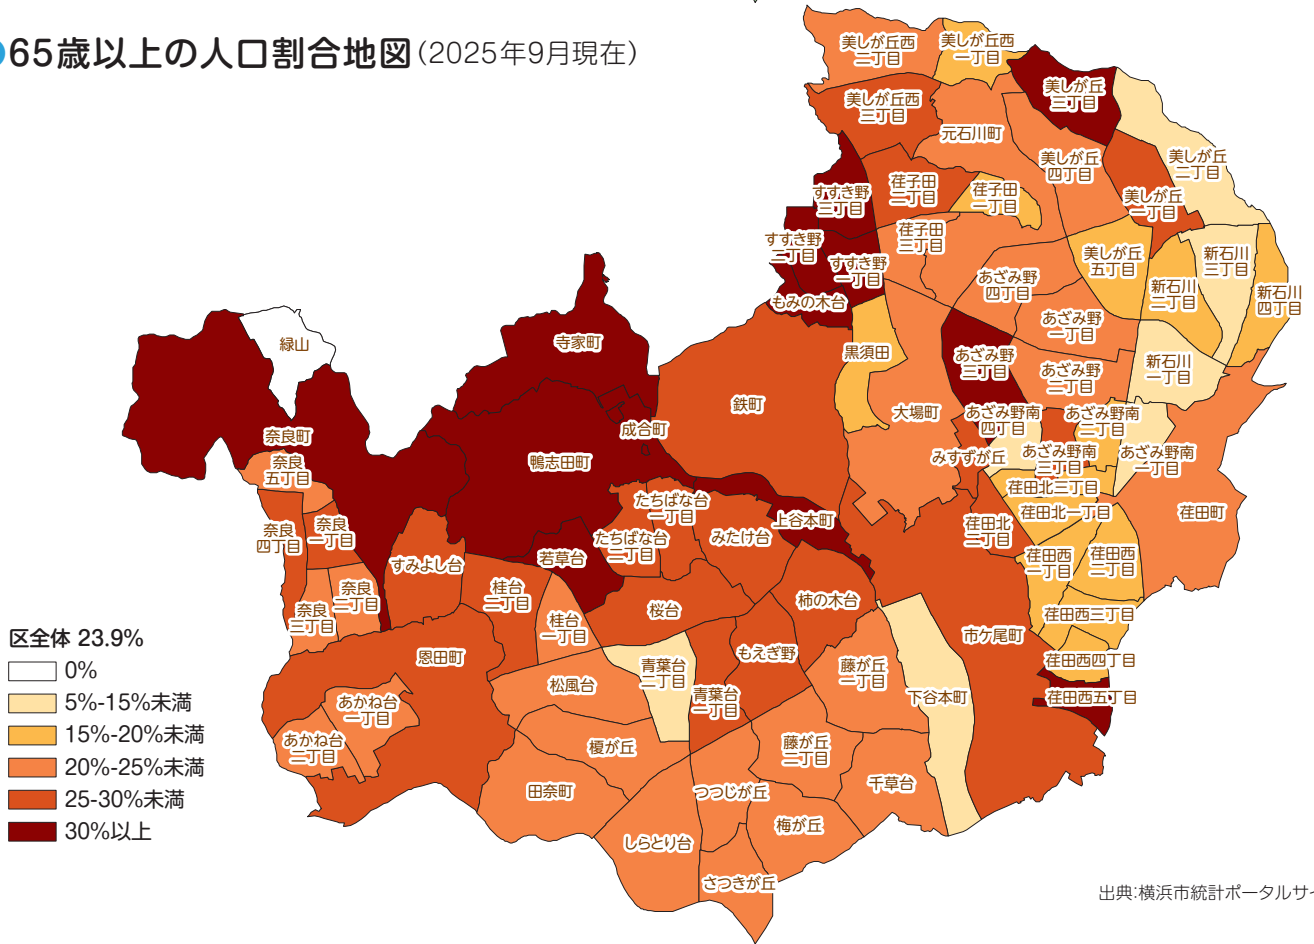 65歳以上の人口割合地図(2025年9月現在)
美しが丘西
二丁目
美しが丘西
一丁目
美しが丘
三丁目
美しが丘西
三丁目
元石川町
美しが丘
四丁目
美しが丘
二丁目
美しが丘
一丁目
すすき野
三丁目
荏子田
二丁目
荏子田
一丁目
荏子田
三丁目
すすき野
二丁目
すすき野
一丁目
もみの木台
あざみ野
四丁目
美しが丘
五丁目
新石川
二丁目
新石川
三丁目
新石川
四丁目
緑山
寺家町
黒須田
あざみ野
一丁目
あざみ野
三丁目
あざみ野
二丁目
新石川
一丁目
鉄町
大場町
あざみ野南
四丁目
あざみ野南
二丁目
奈良町
成合町
鴨志田町
みすずが丘
あざみ野南
三丁目
あざみ野南
一丁目
奈良
五丁目
荏田北三丁目
荏田北一丁目
荏田町
たちばな台
一丁目
上谷本町
奈良
四丁目
奈良
一丁目
たちばな台
二丁目
みたけ台
荏田北
二丁目
若草台
すみよし台
荏田西
一丁目
荏田西
二丁目
奈良
三丁目
奈良
二丁目
桂台
二丁目
桂台
一丁目
桜台
柿の木台
荏田西三丁目
市ケ尾町
恩田町
もえぎ野
荏田西四丁目
松風台
青葉台
二丁目
青葉台
一丁目
藤が丘
一丁目
下谷本町
荏田西五丁目
あかね台
一丁目
あかね台
二丁目
榎が丘
藤が丘
二丁目
田奈町
つつじが丘
千草台
梅が丘
しらとり台
さつきが丘
区全体 23.9%
0%
5%-15%未満
15%-20%未満
20%-25%未満
25-30%未満
30%以上
出典:横浜市統計ポータルサイ